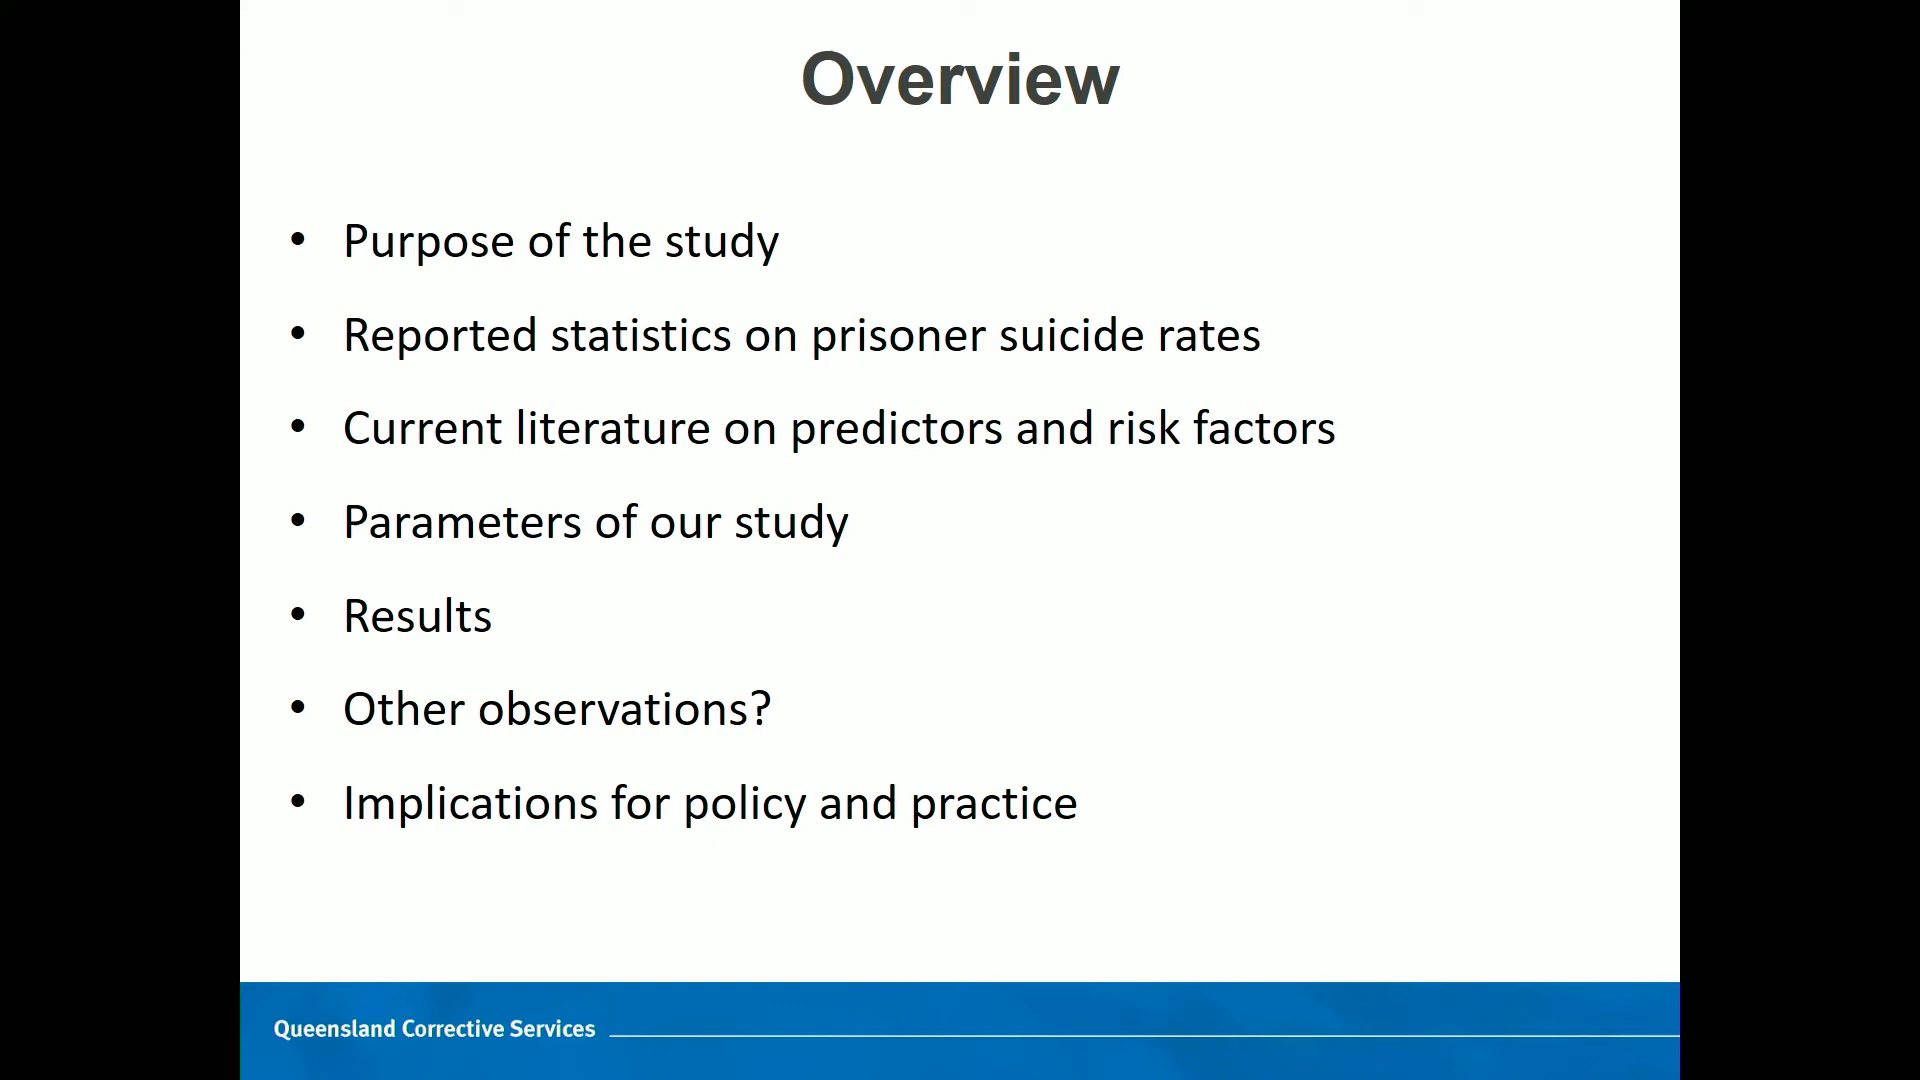 Overview
• Purpose of the study
• Reported statistics on prisoner suicide rates
• Current literature on predictors and risk factors
• Parameters of our study
• Results
• Other observations?
• Implications for policy and practice
Queensland Corrective Services